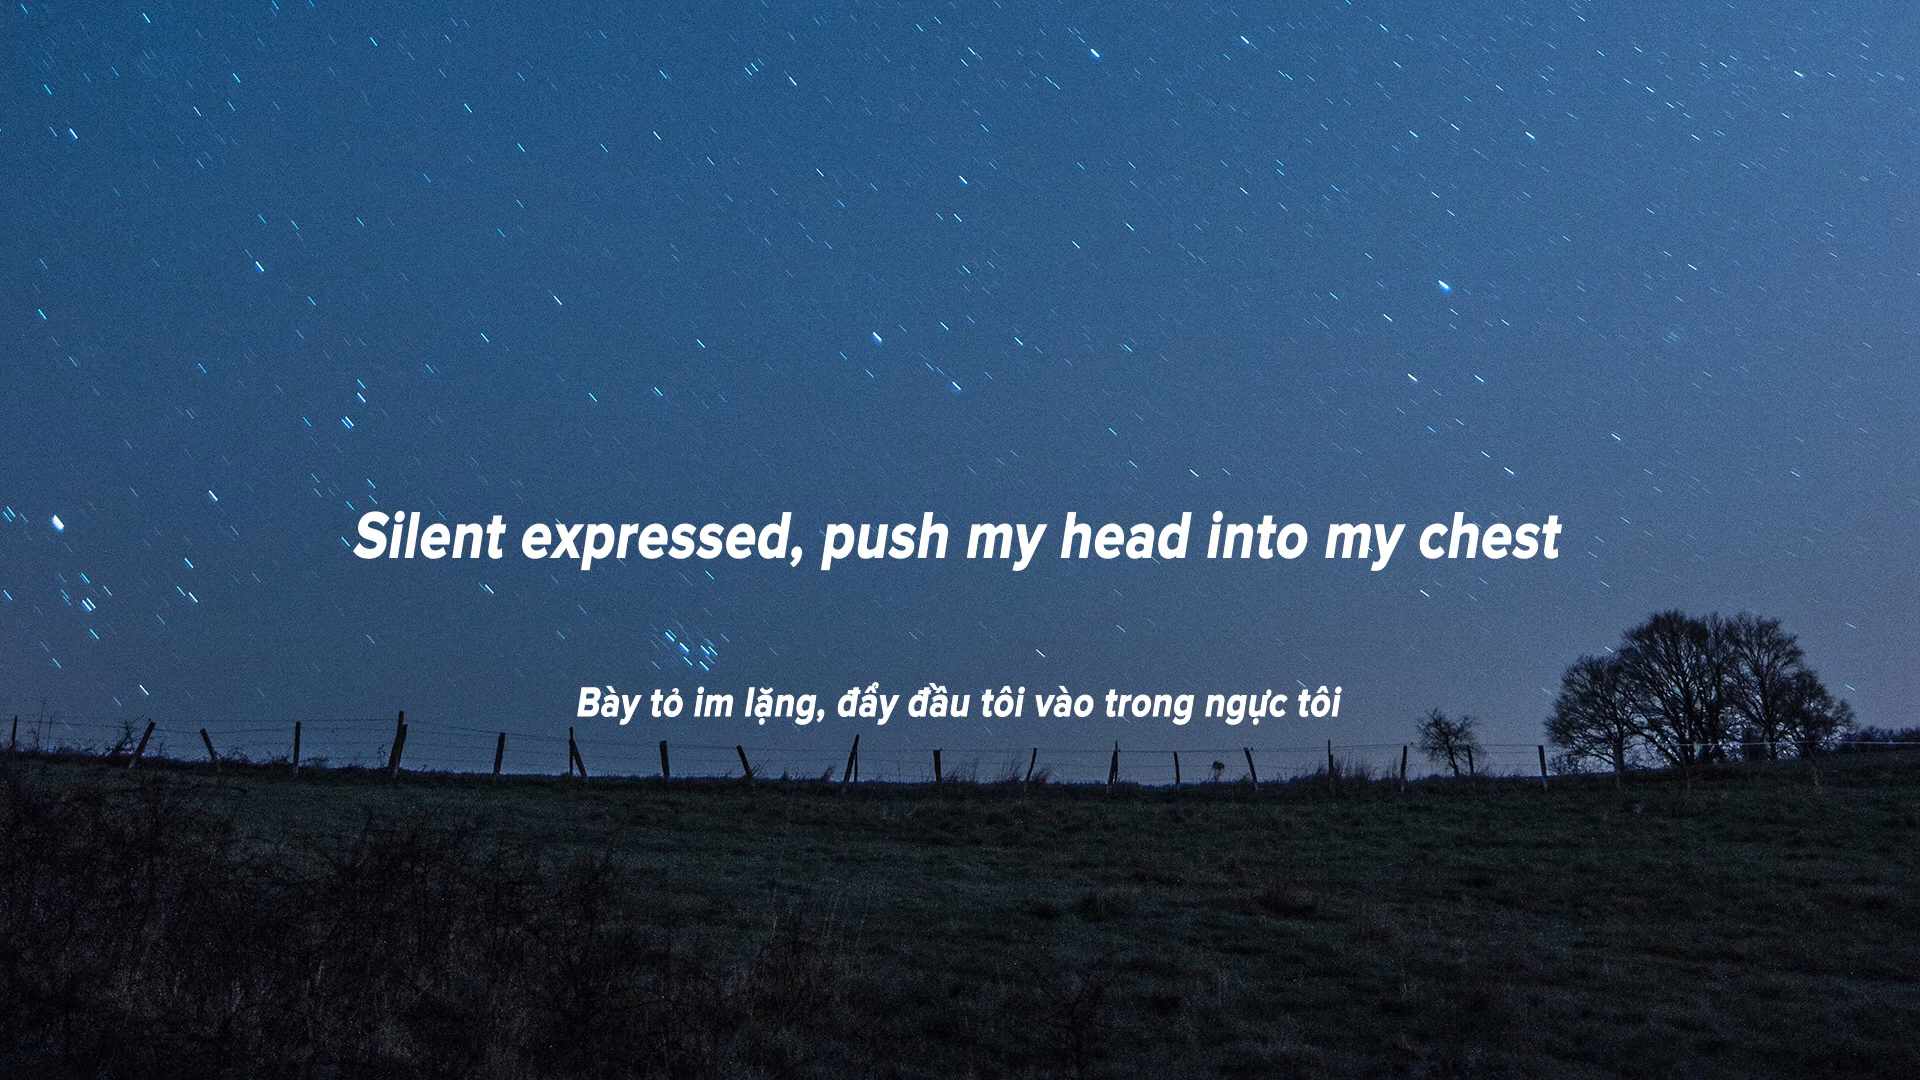 Silent expressed, push my head into my chest
Bày tỏ im lặng, đẩy đầu tôi vào trong ngực tôi